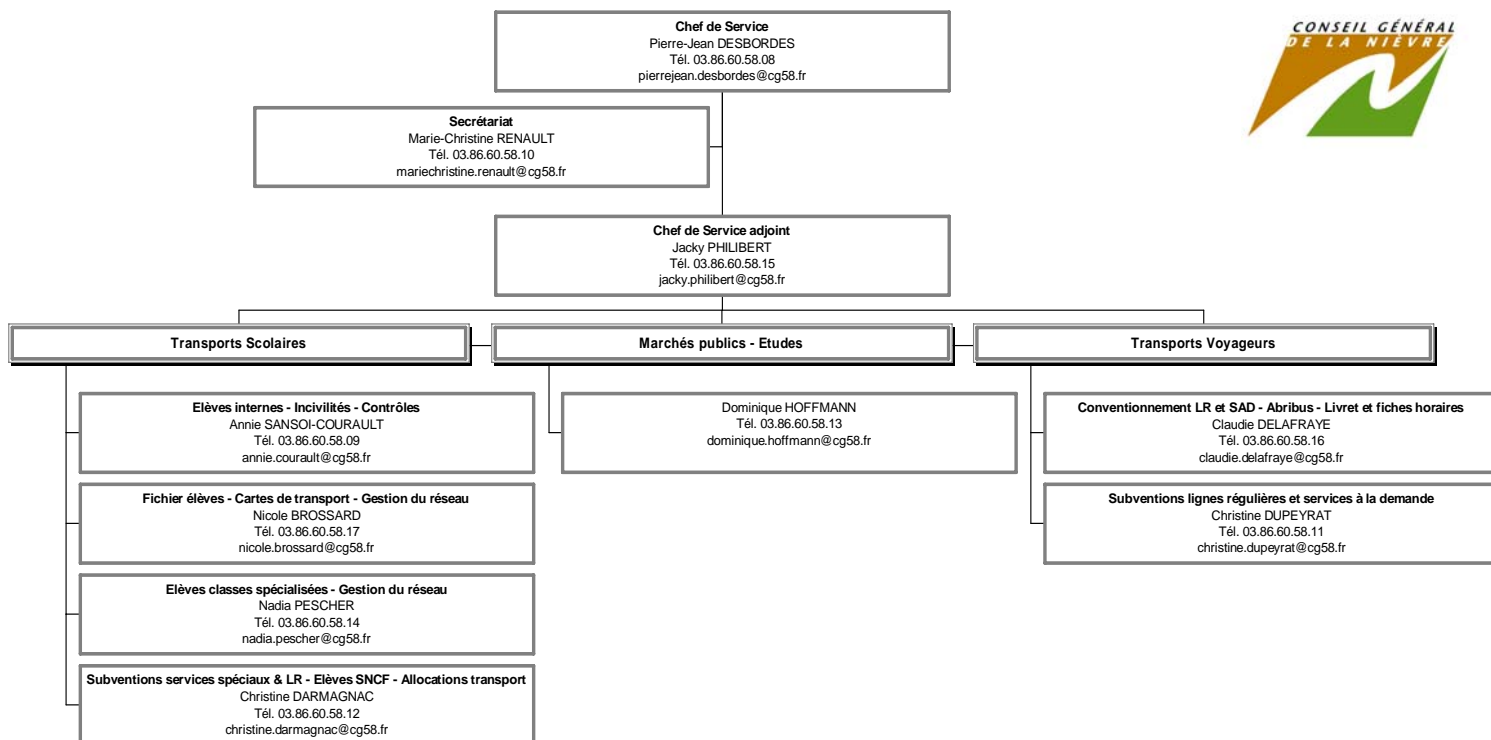 CONSEIL GÉNÉRAL
DE LA NIÈVRE
Chef de Service
Pierre-Jean DESBORDES
Tél. 03.86.60.58.08
pierrejean.desbordes@cg58.fr
Secrétariat
Marie-Christine RENAULT
Tél. 03.86.60.58.10
mariechristine.renault@cg58.fr
Chef de Service adjoint
Jacky PHILIBERT
Tél. 03.86.60.58.15
jacky.philibert@cg58.fr
Transports Scolaires
Elèves internes - Incivilités - Contrôles
Annie SANSOI-COURAULT
Tél. 03.86.60.58.09
annie.courault@cg58.fr
Fichier élèves - Cartes de transport - Gestion du réseau
Nicole BROSSARD
Tél. 03.86.60.58.17
nicole.brossard@cg58.fr
Elèves classes spécialisées - Gestion du réseau
Nadia PESCHER
Tél. 03.86.60.58.14
nadia.pescher@cg58.fr
Subventions services spéciaux & LR - Elèves SNCF - Allocations transport
Christine DARMAGNAC
Tél. 03.86.60.58.12
christine.darmagnac@cg58.fr
Marchés publics - Etudes
Dominique HOFFMANN
Tél. 03.86.60.58.13
dominique.hoffmann@cg58.fr
Transports Voyageurs
Conventionnement LR et SAD - Abribus - Livret et fiches horaires
Claudie DELAFRAYE
Tél. 03.86.60.58.16
claudie.delafraye@cg58.fr
Subventions lignes régulières et services à la demande
Christine DUPEYRAT
Tél. 03.86.60.58.11
christine.dupeyrat@cg58.fr